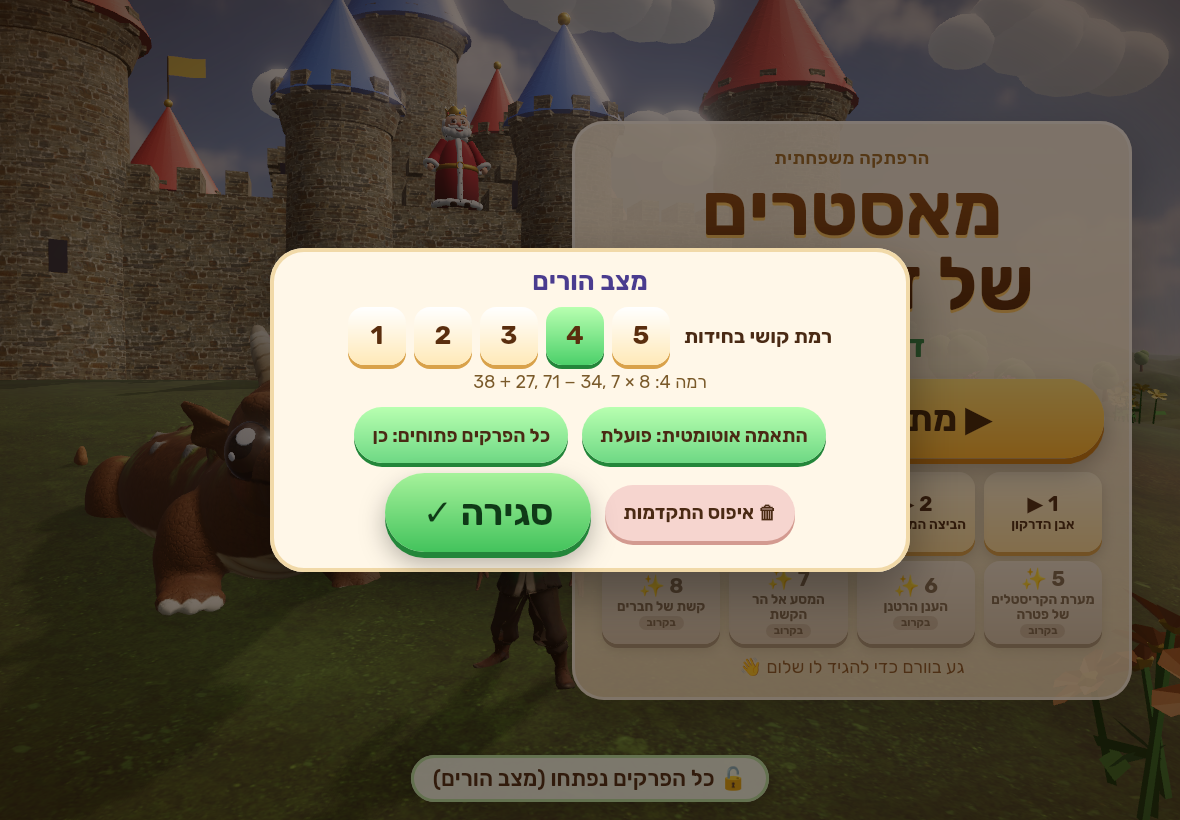 הרפתקה משפחתית
מאסטרים
של
מצב הורים
רמת קושי בחידות
5 4 3 2 1
רמה 4: 8 × 7 ,34 − 71 ,27 + 38
התאמה אוטומטית: פועלת
כל הפרקים פתוחים: כן
🗑 איפוס התקדמות
סגירה ✓
1 ▶
אבן הדרקון
2
הביצה
5 ✨
מערת הקריסטלים
של פטרה
בקרוב
6 ✨
הענן הרטנן
בקרוב
7 ✨
המסע אל הר
הקשת
בקרוב
8 ✨
קשת של חברים
בקרוב
גע בוורם כדי להגיד לו שלום 👋
🔓 כל הפרקים נפתחו (מצב הורים)